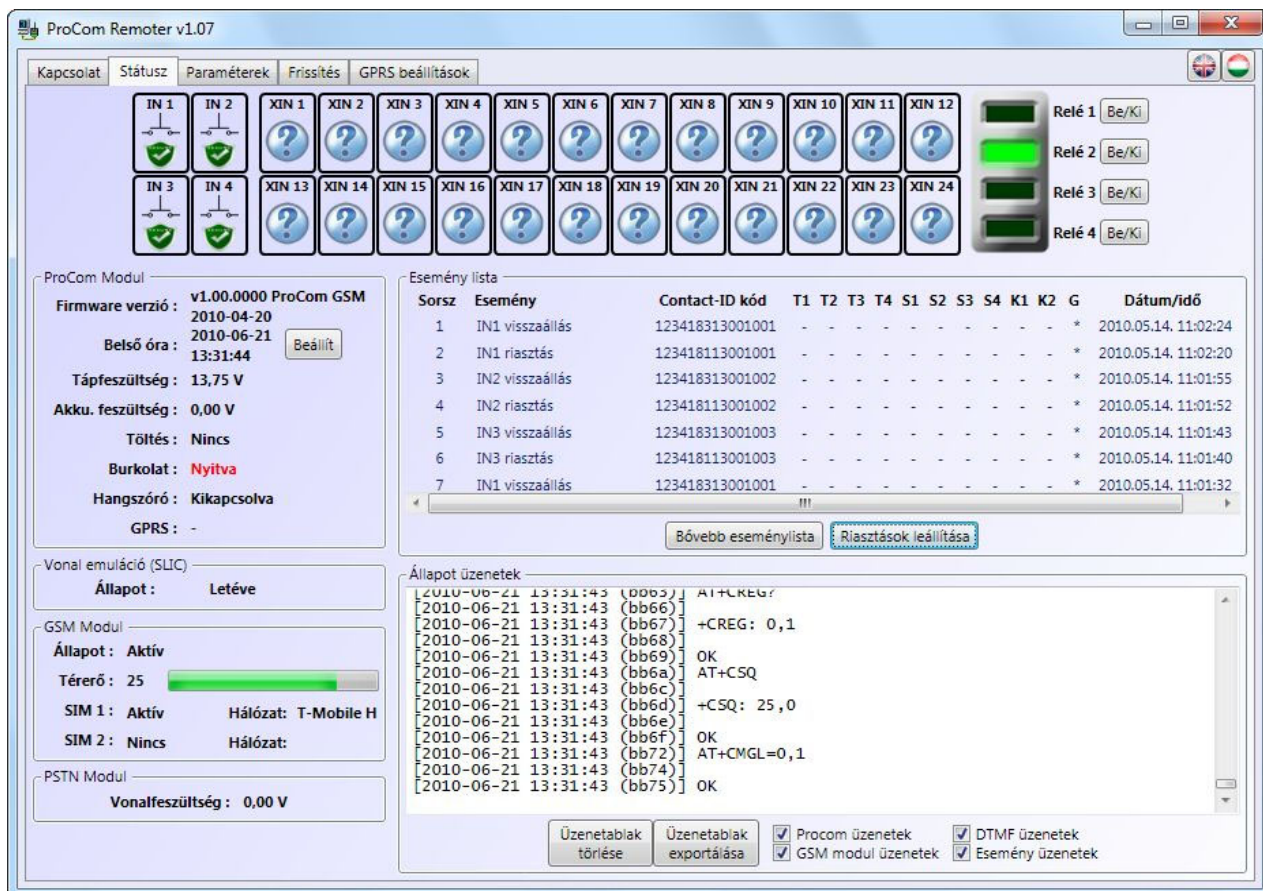 ProCom Remoter v1.07
Kapcsolat Státusz Paraméterek Frissítés GPRS beállítások
IN 1 IN 2 XIN 1 XIN 2 XIN 3 XIN 4 XIN 5 XIN 6 XIN 7 XIN 8 XIN 9 XIN 10 XIN 11 XIN 12
Relé 1 Be/Ki
Relé 2 Be/Ki
IN 3 IN 4 XIN 13 XIN 14 XIN 15 XIN 16 XIN 17 XIN 18 XIN 19 XIN 20 XIN 21 XIN 22 XIN 23 XIN 24
Relé 3 Be/Ki
Relé 4 Be/Ki
ProCom Modul
Firmware verzió : v1.00.0000 ProCom GSM
2010-04-20
Belső óra : 2010-06-21
13:31:44
Beállít
Tápfeszültség : 13,75 V
Akku. feszültség : 0,00 V
Töltés : Nincs
Burkolat : Nyitva
Hangszóró : Kikapcsolva
GPRS : -
Vonal emuláció (SLIC)
Állapot : Letéve
GSM Modul
Állapot : Aktív
Térerő : 25
SIM 1 : Aktív Hálózat: T-Mobile H
SIM 2 : Nincs Hálózat:
PSTN Modul
Vonalfeszültség : 0,00 V
Esemény lista
Sorsz Esemény Contact-ID kód T1 T2 T3 T4 S1 S2 S3 S4 K1 K2 G Dátum/idő
1 IN1 visszaállás 123418313001001 - - - - - - - - - - * 2010.05.14. 11:02:24
2 IN1 riasztás 123418113001001 - - - - - - - - - - * 2010.05.14. 11:02:20
3 IN2 visszaállás 123418313001002 - - - - - - - - - - * 2010.05.14. 11:01:55
4 IN2 riasztás 123418113001002 - - - - - - - - - - * 2010.05.14. 11:01:52
5 IN3 visszaállás 123418313001003 - - - - - - - - - - * 2010.05.14. 11:01:43
6 IN3 riasztás 123418113001003 - - - - - - - - - - * 2010.05.14. 11:01:40
7 IN1 visszaállás 123418313001001 - - - - - - - - - - * 2010.05.14. 11:01:32
Bővebb eseménylista Riasztások leállítása
Állapot üzenetek
[2010-06-21 13:31:43 (bb65)] AT+CREG?
[2010-06-21 13:31:43 (bb66)]
[2010-06-21 13:31:43 (bb67)] +CREG: 0,1
[2010-06-21 13:31:43 (bb68)]
[2010-06-21 13:31:43 (bb69)] OK
[2010-06-21 13:31:43 (bb6a)] AT+CSQ
[2010-06-21 13:31:43 (bb6c)]
[2010-06-21 13:31:43 (bb6d)] +CSQ: 25,0
[2010-06-21 13:31:43 (bb6e)]
[2010-06-21 13:31:43 (bb6f)] OK
[2010-06-21 13:31:43 (bb72)] AT+CMGL=0,1
[2010-06-21 13:31:43 (bb74)]
[2010-06-21 13:31:43 (bb75)] OK
Üzenetablak törlése
Üzenetablak exportálása
Procom üzenetek DTMF üzenetek
GSM modul üzenetek Esemény üzenetek